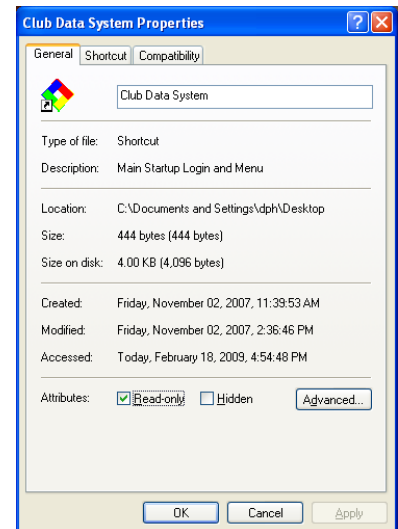 Club Data System Properties
General Shortcut Compatibility
Club Data System
Type of file: Shortcut
Description: Main Startup Login and Menu
Location: C:\Documents and Settings\dph\Desktop
Size: 444 bytes (444 bytes)
Size on disk: 4.00 KB (4,096 bytes)
Created: Friday, November 02, 2007, 11:39:53 AM
Modified: Friday, November 02, 2007, 2:36:46 PM
Accessed: Today, February 18, 2009, 4:54:48 PM
Attributes: Read-only Hidden Advanced...
OK Cancel Apply